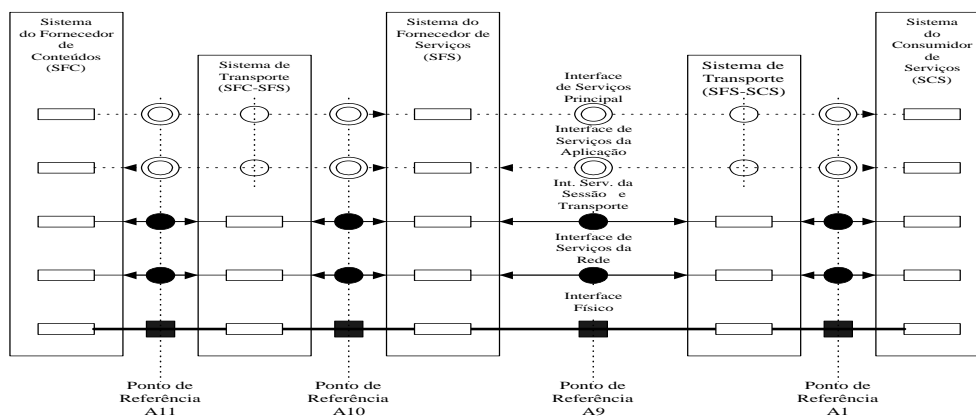 Sistema
do Fornecedor
de
Conteúdos
(SFC)
Sistema de
Transporte
(SFC-SFS)
Sistema do
Fornecedor de
Serviços
(SFS)
Interface
de Serviços
Principal
Interface de
Serviços da
Aplicação
Int. Serv. da
Sessão e
Transporte
Interface de
Serviços da
Rede
Interface
Físico
Sistema de
Transporte
(SFS-SCS)
Sistema
do
Consumidor
de
Serviços
(SCS)
Ponto de
Referência
A11
Ponto de
Referência
A10
Ponto de
Referência
A9
Ponto de
Referência
A1